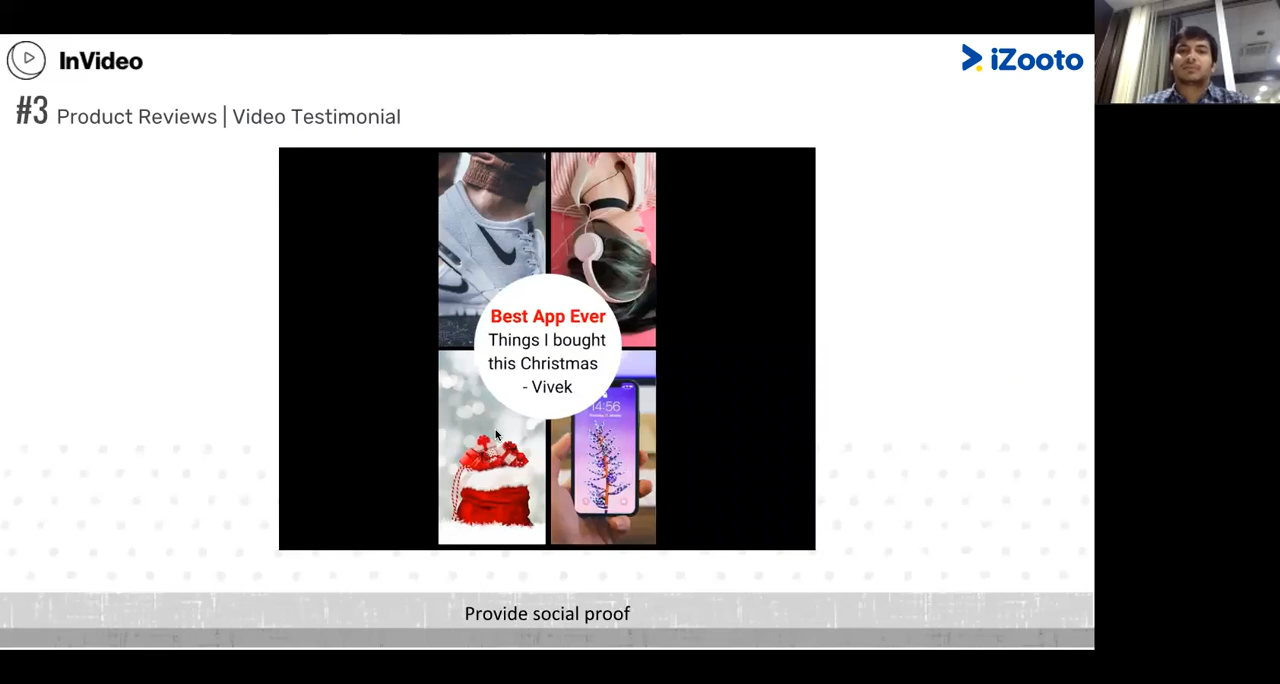 InVideo
iZooto
#3 Product Reviews | Video Testimonial
Best App Ever
Things I bought
this Christmas
- Vivek
14:56
Provide social proof